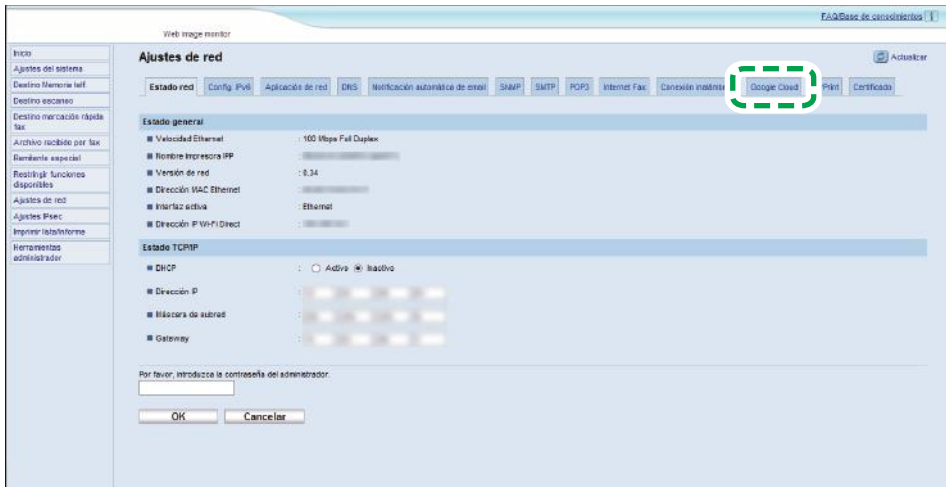 FAQ/Base de conocimientos
Web image monitor
Inicio
Ajustes del sistema
Destino Memoria telf.
Destino escaneo
Destino marcación rápida
fax
Archivo recibido por fax
Remitente especial
Restringir funciones
disponibles
Ajustes de red
Ajustes IPsec
Imprimir lista/informe
Herramientas
administrador
Ajustes de red
Actualizar
Estado red Config. IPv6 Aplicación de red DNS Notificación automática de email SNMP SMTP POP3 Internet Fax Conexión Google Cloud Print Certificado
Estado general
Velocidad Ethernet : 100 Mbps Full Duplex
Nombre impresora IPP :
Versión de red : 0,34
Dirección MAC Ethernet :
Interfaz activa : Ethernet
Dirección IP Wi-Fi Direct :
Estado TCP/IP
DHCP : Activo Inactivo
Dirección IP :
Máscara de subred :
Gateway :
Por favor, introduzca la contraseña del administrador.
OK Cancelar